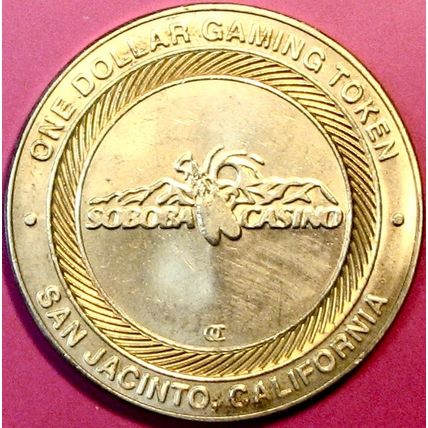 ONE DOLLAR GAMING TOKEN
SOBOBA CASINO
SAN JACINTO, CALIFORNIA